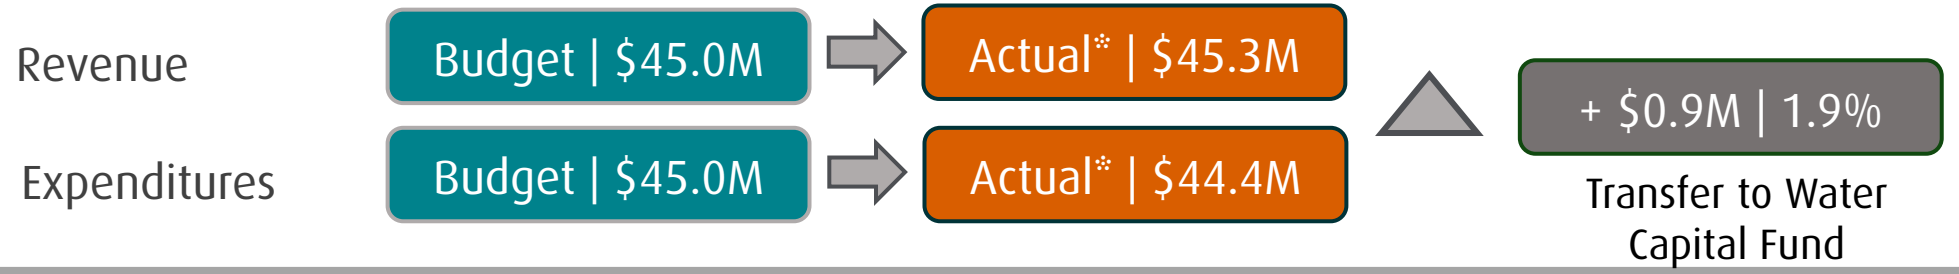 Revenue
Budget | $45.0M
Actual* | $45.3M
+ $0.9M | 1.9%
Expenditures
Budget | $45.0M
Actual* | $44.4M
Transfer to Water
Capital Fund